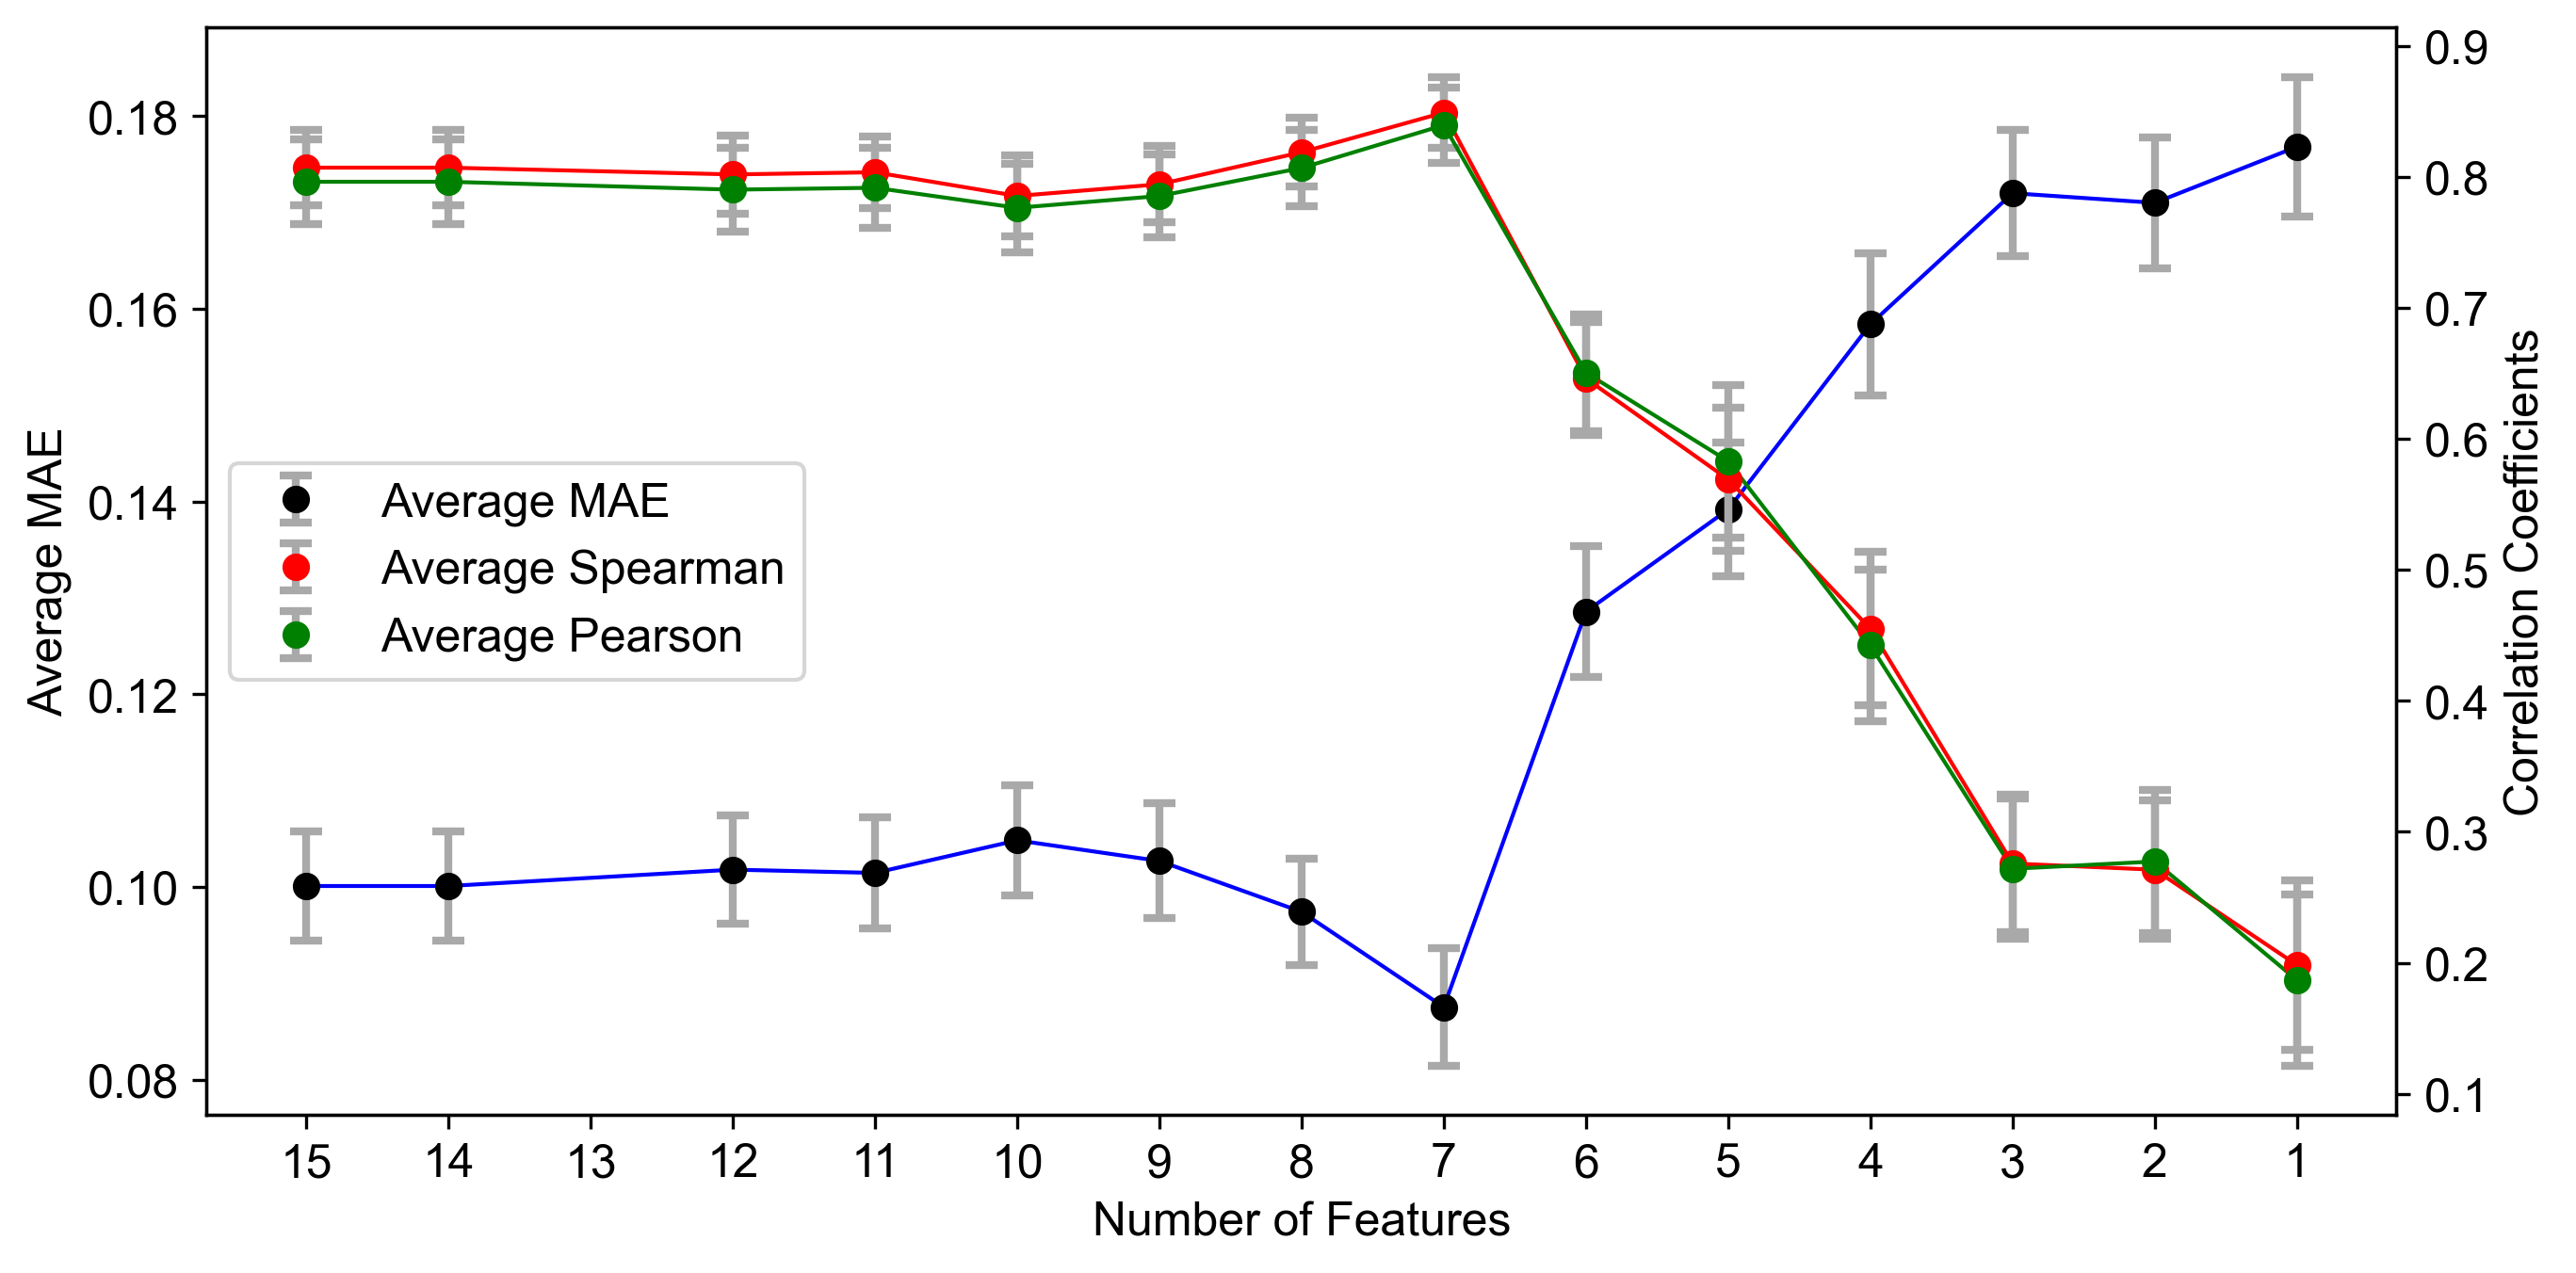 0.18
0.16
0.14
0.12
0.10
0.08
Average MAE
0.9
0.8
0.7
0.6
0.5
0.4
0.3
0.2
0.1
Correlation Coefficients
Average MAE
Average Spearman
Average Pearson
15 14 13 12 11 10 9 8 7 6 5 4 3 2 1
Number of Features